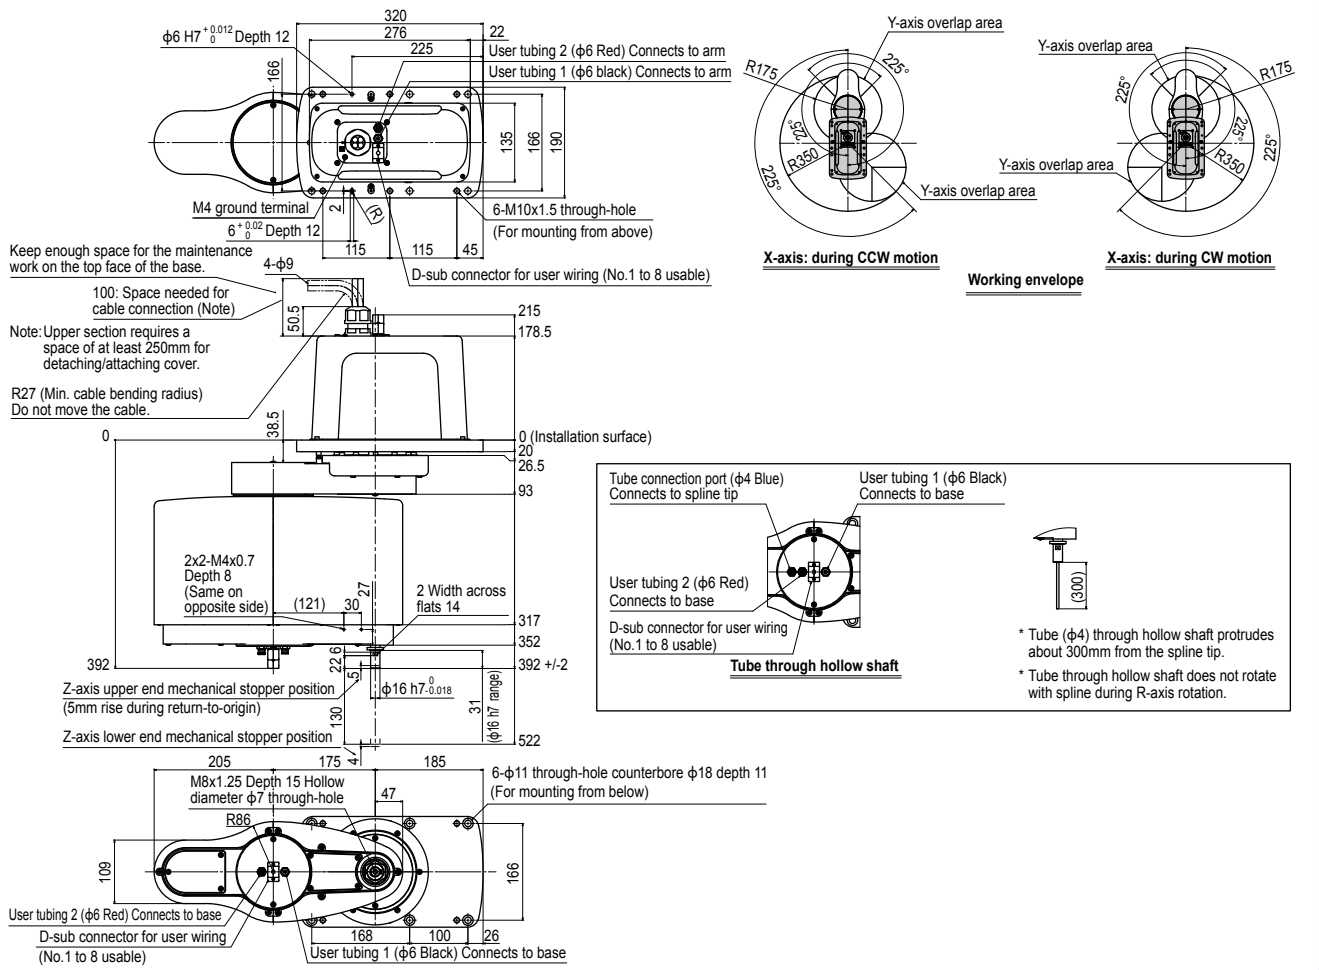 320
276
22
225
ϕ6 H7 +0.012 0 Depth 12
User tubing 2 (ϕ6 Red) Connects to arm
User tubing 1 (ϕ6 black) Connects to arm
166
135
166
190
M4 ground terminal
2
(R)
6 +0.02 0 Depth 12
115
115
45
6-M10x1.5 through-hole
(For mounting from above)
D-sub connector for user wiring (No.1 to 8 usable)
Y-axis overlap area
R175
225°
225°
R350
225°
Y-axis overlap area
X-axis: during CCW motion
Y-axis overlap area
R175
225°
225°
R350
225°
Y-axis overlap area
X-axis: during CW motion
Working envelope
Keep enough space for the maintenance
work on the top face of the base.
4-ϕ9
100: Space needed for
cable connection (Note)
50.5
215
178.5
Note: Upper section requires a
space of at least 250mm for
detaching/attaching cover.
R27 (Min. cable bending radius)
Do not move the cable.
38.5
0
0 (Installation surface)
20
26.5
93
2x2-M4x0.7
Depth 8
(Same on
opposite side)
(121)
30
27
2 Width across
flats 14
317
352
392
392 +/-2
6
22
5
ϕ16 h7 0 -0.018
Z-axis upper end mechanical stopper position
(5mm rise during return-to-origin)
130
31
(ϕ16 h7 range)
Z-axis lower end mechanical stopper position
4
522
Tube connection port (ϕ4 Blue)
Connects to spline tip
User tubing 1 (ϕ6 Black)
Connects to base
User tubing 2 (ϕ6 Red)
Connects to base
D-sub connector for user wiring
(No.1 to 8 usable)
Tube through hollow shaft
(300)
* Tube (ϕ4) through hollow shaft protrudes
about 300mm from the spline tip.
* Tube through hollow shaft does not rotate
with spline during R-axis rotation.
205
175
185
M8x1.25 Depth 15 Hollow
diameter ϕ7 through-hole
47
6-ϕ11 through-hole counterbore ϕ18 depth 11
(For mounting from below)
R86
109
166
User tubing 2 (ϕ6 Red) Connects to base
D-sub connector for user wiring
(No.1 to 8 usable)
168
100
26
User tubing 1 (ϕ6 Black) Connects to base